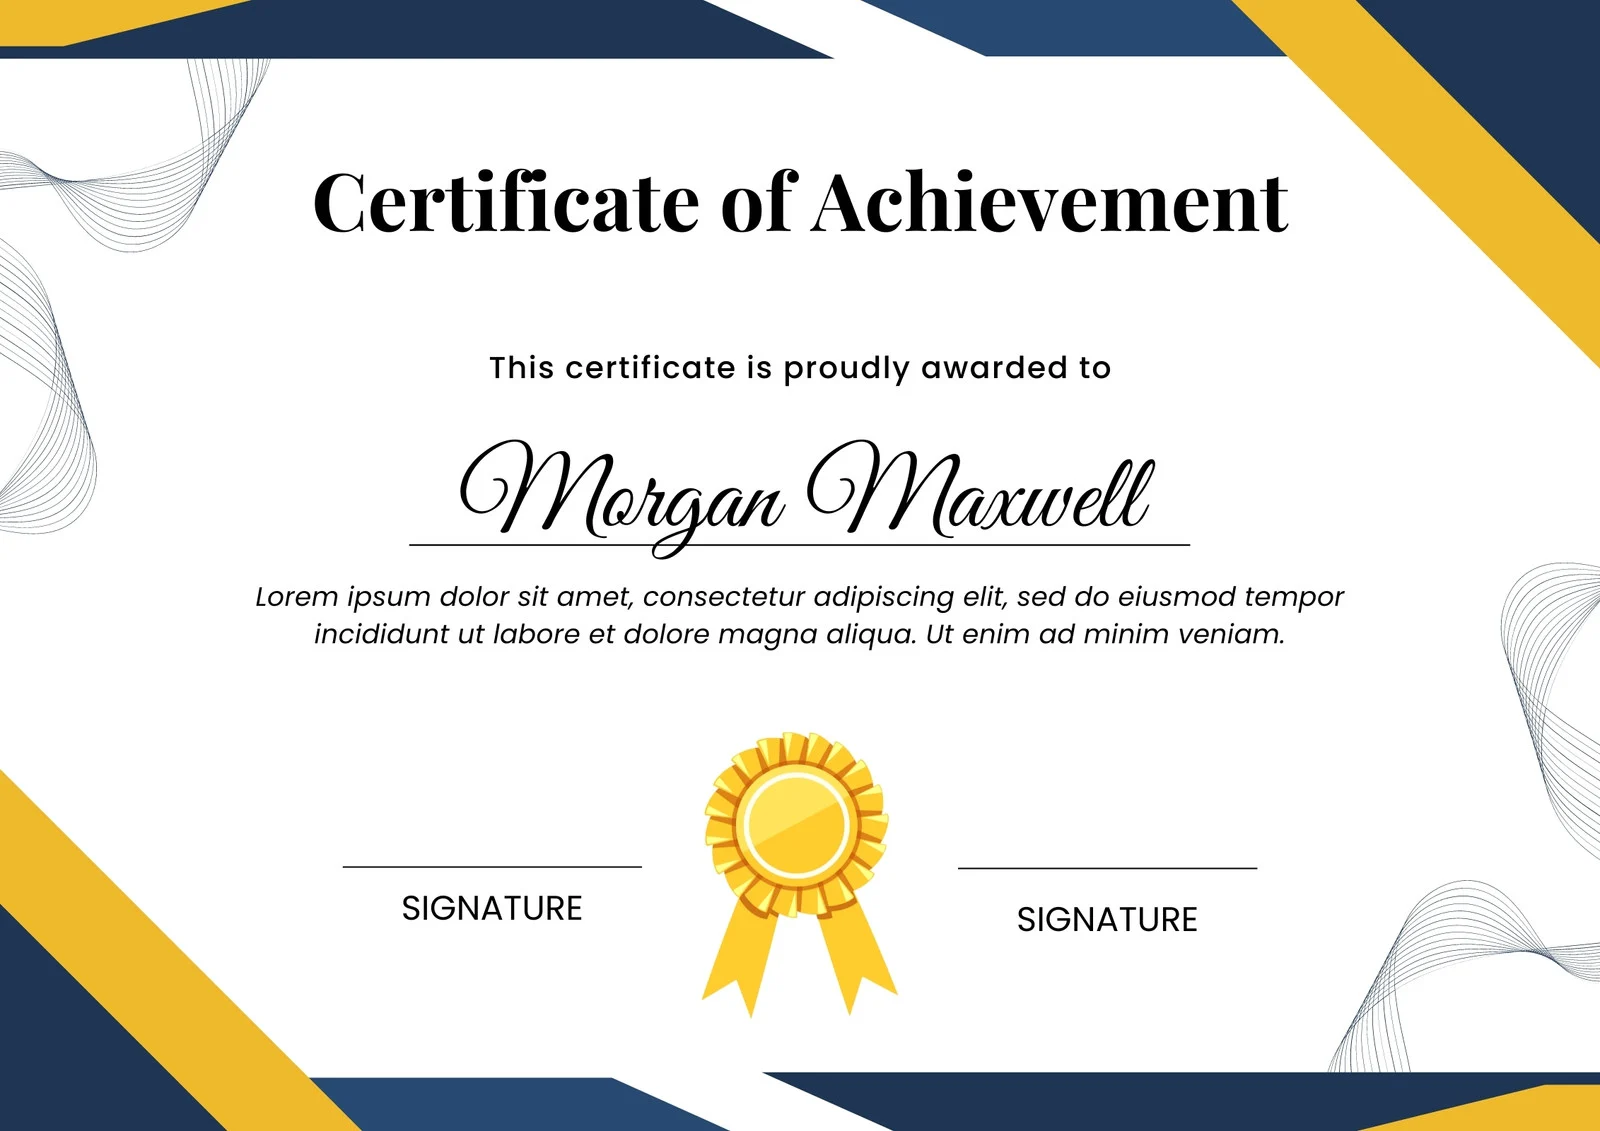 Certificate of Achievement
This certificate is proudly awarded to
Morgan Maxwell
Lorem ipsum dolor sit amet, consectetur adipiscing elit, sed do eiusmod tempor
incididunt ut labore et dolore magna aliqua. Ut enim ad minim veniam.
SIGNATURE
SIGNATURE